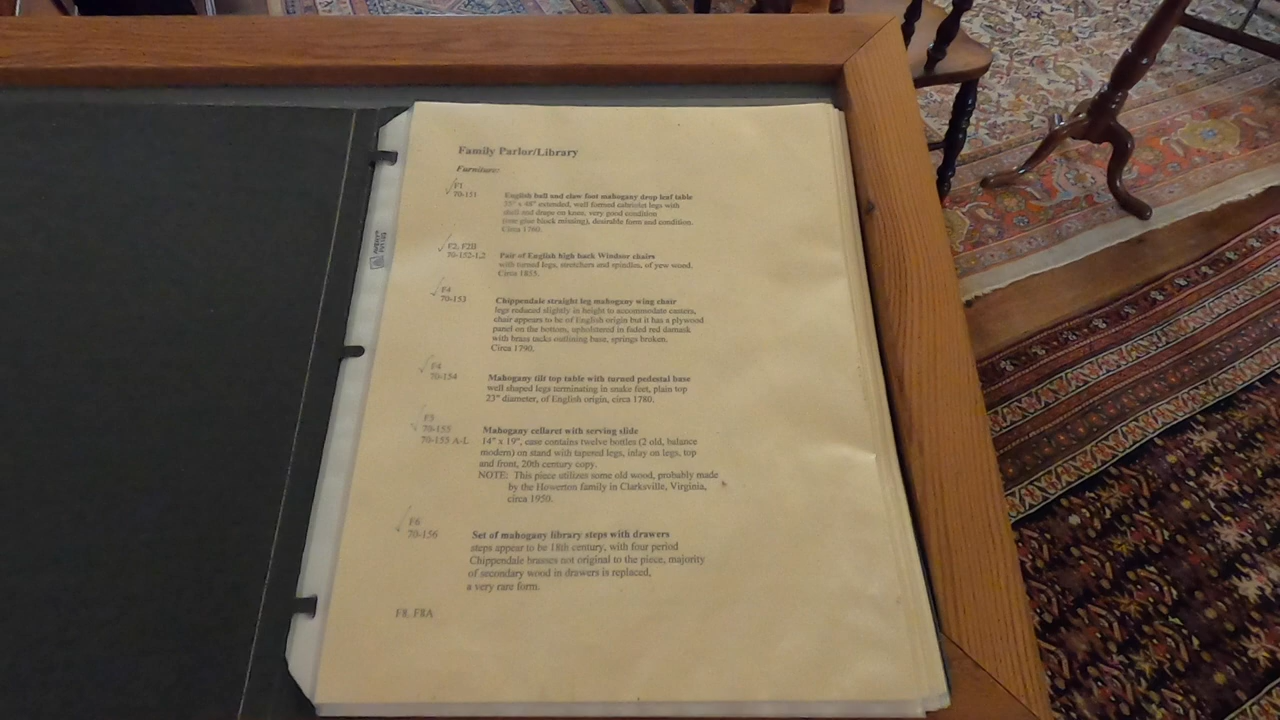 Family Parlor/Library
Furniture:
F1
70-151
English ball and claw foot mahogany drop leaf table
35" x 48" extended, well formed cabriolet legs with
shell and drape on knee, very good condition
(one glue block missing), desirable form and condition.
Circa 1760.
F2, F2B
70-152-1,2
Pair of English high back Windsor chairs
with turned legs, stretchers and spindles, of yew wood.
Circa 1855.
F4
70-153
Chippendale straight leg mahogany wing chair
legs reduced slightly in height to accommodate casters,
chair appears to be of English origin but it has a plywood
panel on the bottom, upholstered in faded red damask
with brass tacks outlining base, springs broken.
Circa 1790.
F4
70-154
Mahogany tilt top table with turned pedestal base
well shaped legs terminating in snake feet, plain top
23" diameter, of English origin, circa 1780.
F5
70-155
70-155 A-L
Mahogany cellaret with serving slide
14" x 19", case contains twelve bottles (2 old, balance
modern) on stand with tapered legs, inlay on legs, top
and front, 20th century copy.
NOTE: This piece utilizes some old wood, probably made
by the Howerton family in Clarksville, Virginia,
circa 1950.
F6
70-156
Set of mahogany library steps with drawers
steps appear to be 18th century, with four period
Chippendale brasses not original to the piece, majority
of secondary wood in drawers is replaced,
a very rare form.
F8, F8A